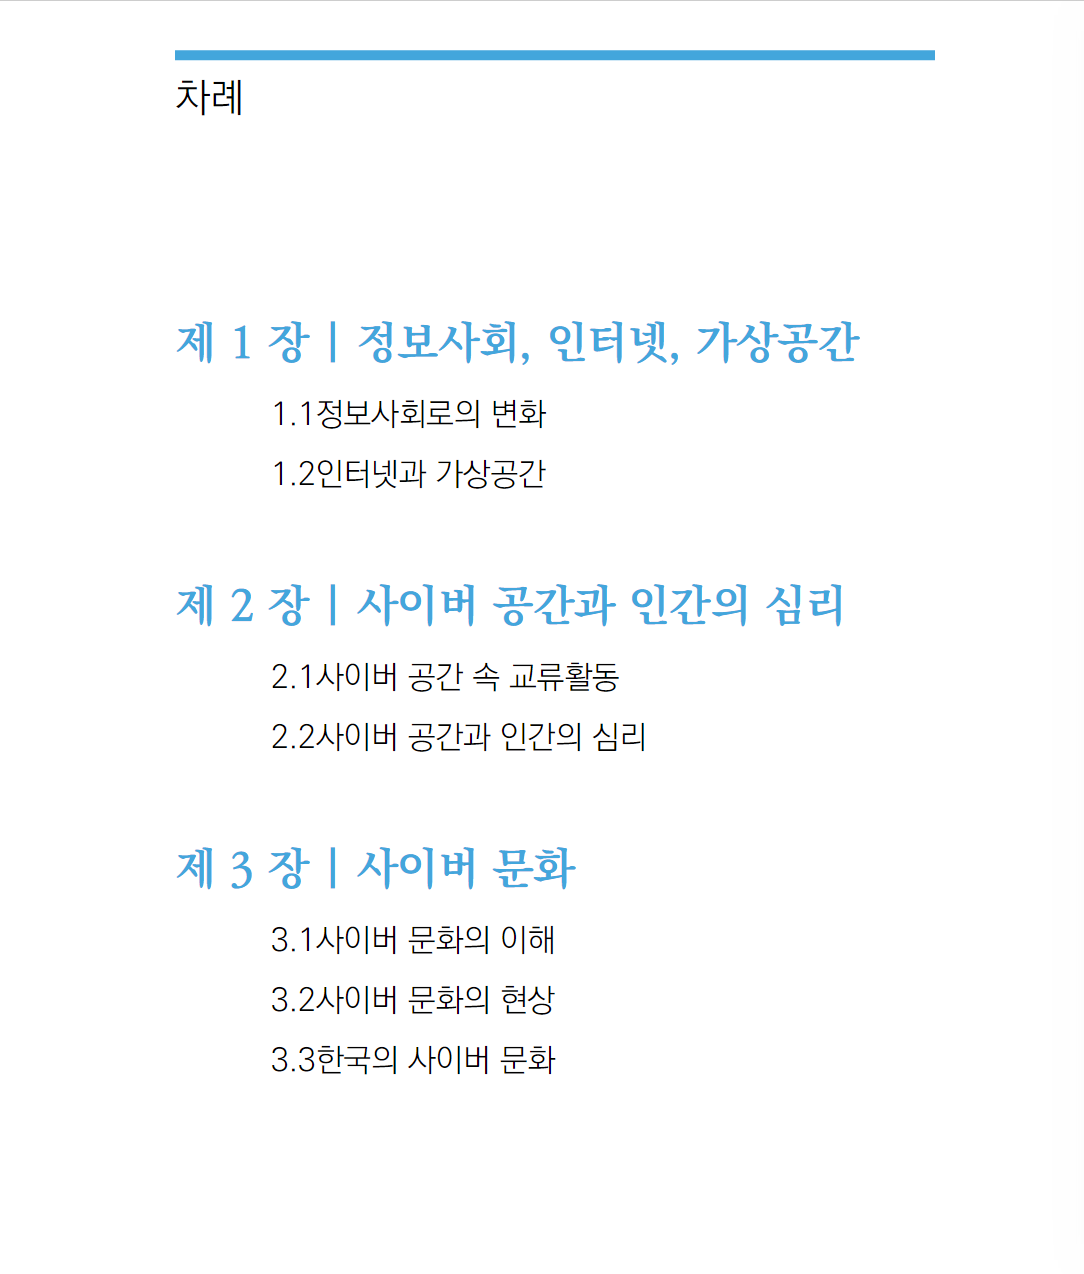 차례
제 1 장 | 정보사회, 인터넷, 가상공간
1.1정보사회로의 변화
1.2인터넷과 가상공간
제 2 장 | 사이버 공간과 인간의 심리
2.1사이버 공간 속 교류활동
2.2사이버 공간과 인간의 심리
제 3 장 | 사이버 문화
3.1사이버 문화의 이해
3.2사이버 문화의 현상
3.3한국의 사이버 문화